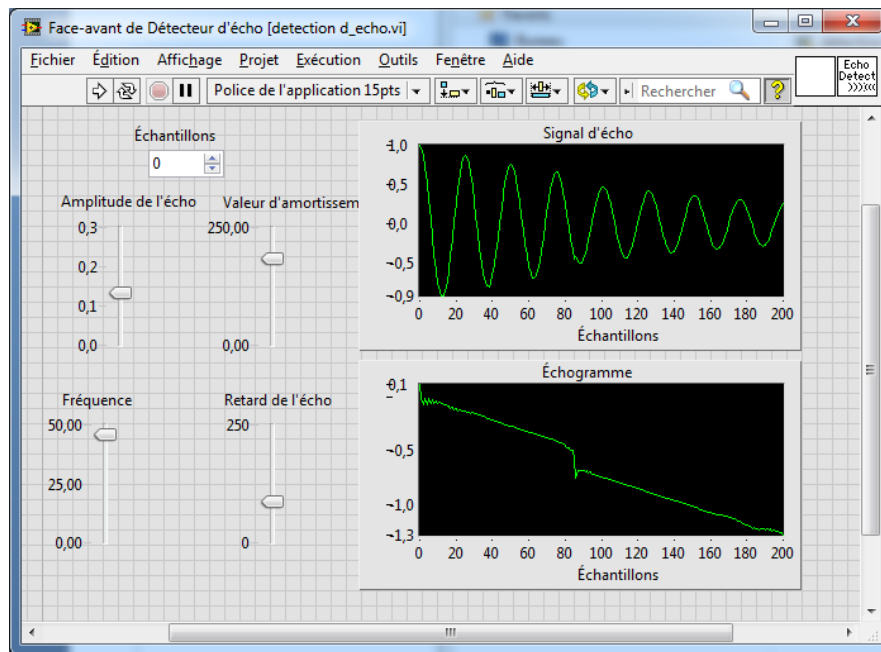 Face-avant de Détecteur d'écho [detection d_echo.vi]
Fichier Édition Affichage Projet Exécution Outils Fenêtre Aide
Police de l'application 15pts Rechercher ?
Echo
Detect
)))(((
Échantillons
0
Amplitude de l'écho
0,3
0,2
0,1
0,0
Valeur d'amortissem
250,00
0,00
Fréquence
50,00
25,00
0,00
Retard de l'écho
250
0
Signal d'écho
1,0
0,5
0,0
-0,5
-0,9
0 20 40 60 80 100 120 140 160 180 200
Échantillons
Échogramme
0,1
-0,5
-1,0
-1,3
0 20 40 60 80 100 120 140 160 180 200
Échantillons